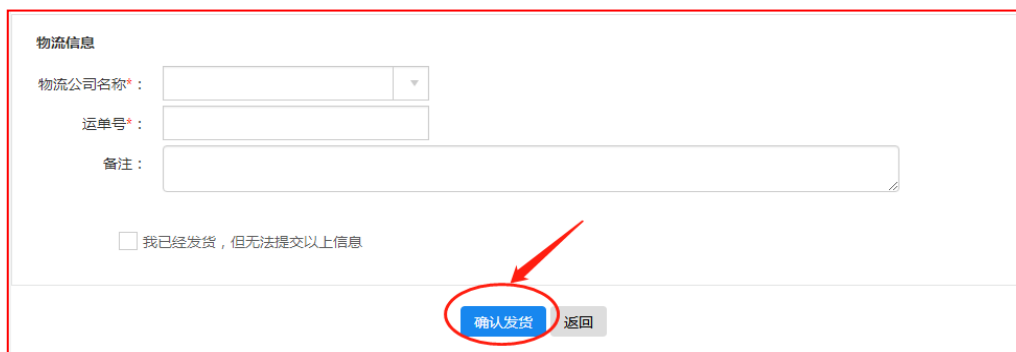 物流信息
物流公司名称*：
运单号*：
备注：
我已经发货，但无法提交以上信息
确认发货 返回